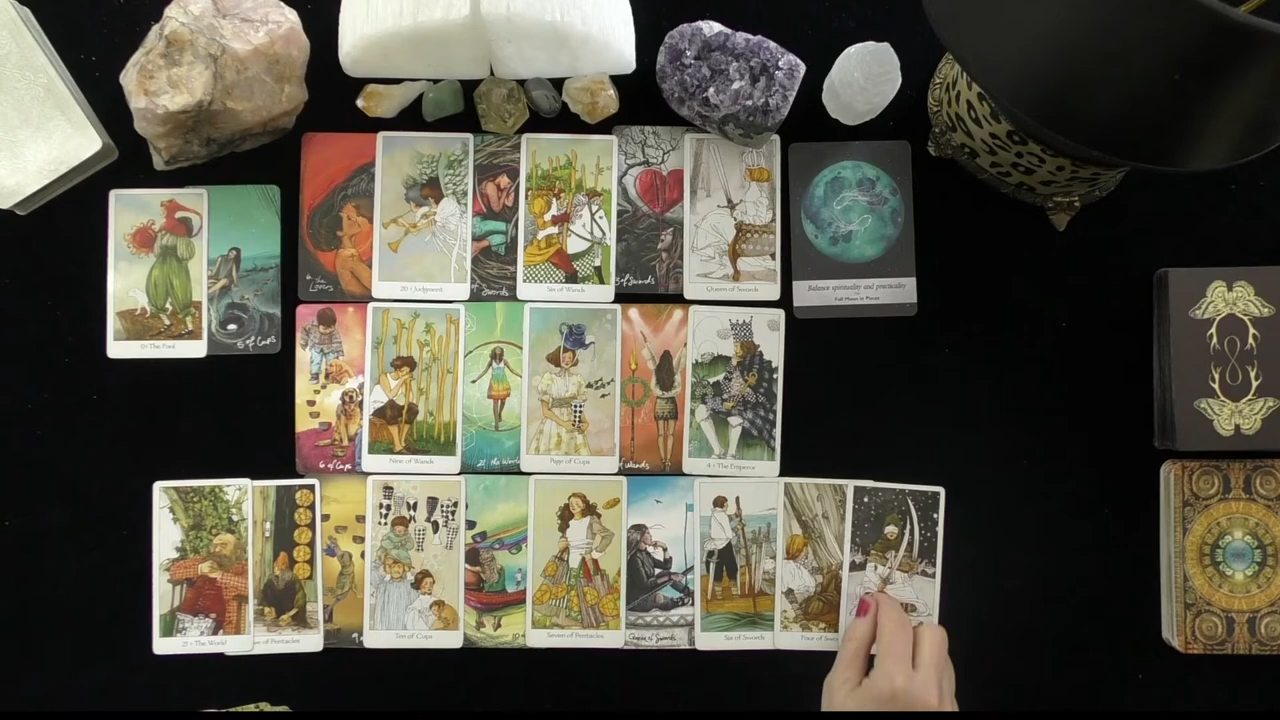 0 • The Fool
5 of Cups
the Lovers
20 • Judgment
of Swords
Six of Wands
3 of Swords
Queen of Swords
Balance spirituality and practicality
Full Moon in Pisces
6 of Cups
Nine of Wands
21 the World
Page of Cups
of Wands
4 • The Emperor
21 • The World
of Pentacles
Ten of Cups
10
Seven of Pentacles
Queen of Swords
Six of Swords
Four of